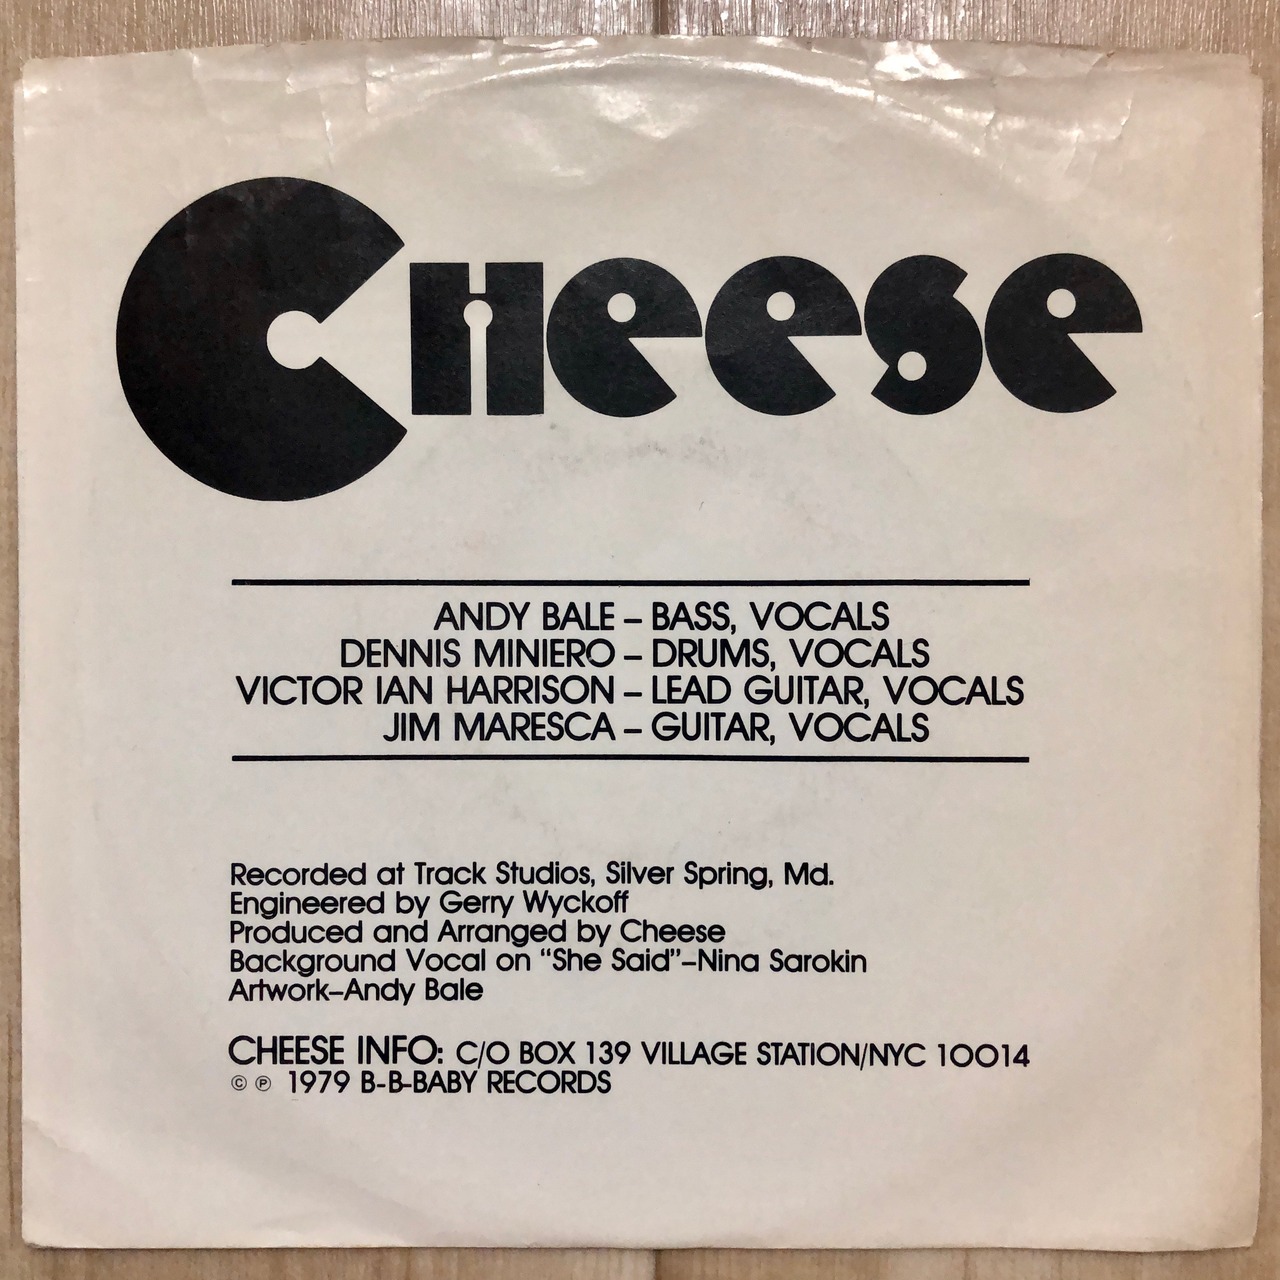 Cheese
ANDY BALE – BASS, VOCALS
DENNIS MINIERO – DRUMS, VOCALS
VICTOR IAN HARRISON – LEAD GUITAR, VOCALS
JIM MARESCA – GUITAR, VOCALS
Recorded at Track Studios, Silver Spring, Md.
Engineered by Gerry Wyckoff
Produced and Arranged by Cheese
Background Vocal on “She Said”–Nina Sarokin
Artwork–Andy Bale
CHEESE INFO: C/O BOX 139 VILLAGE STATION/NYC 10014
© ℗ 1979 B-B-BABY RECORDS